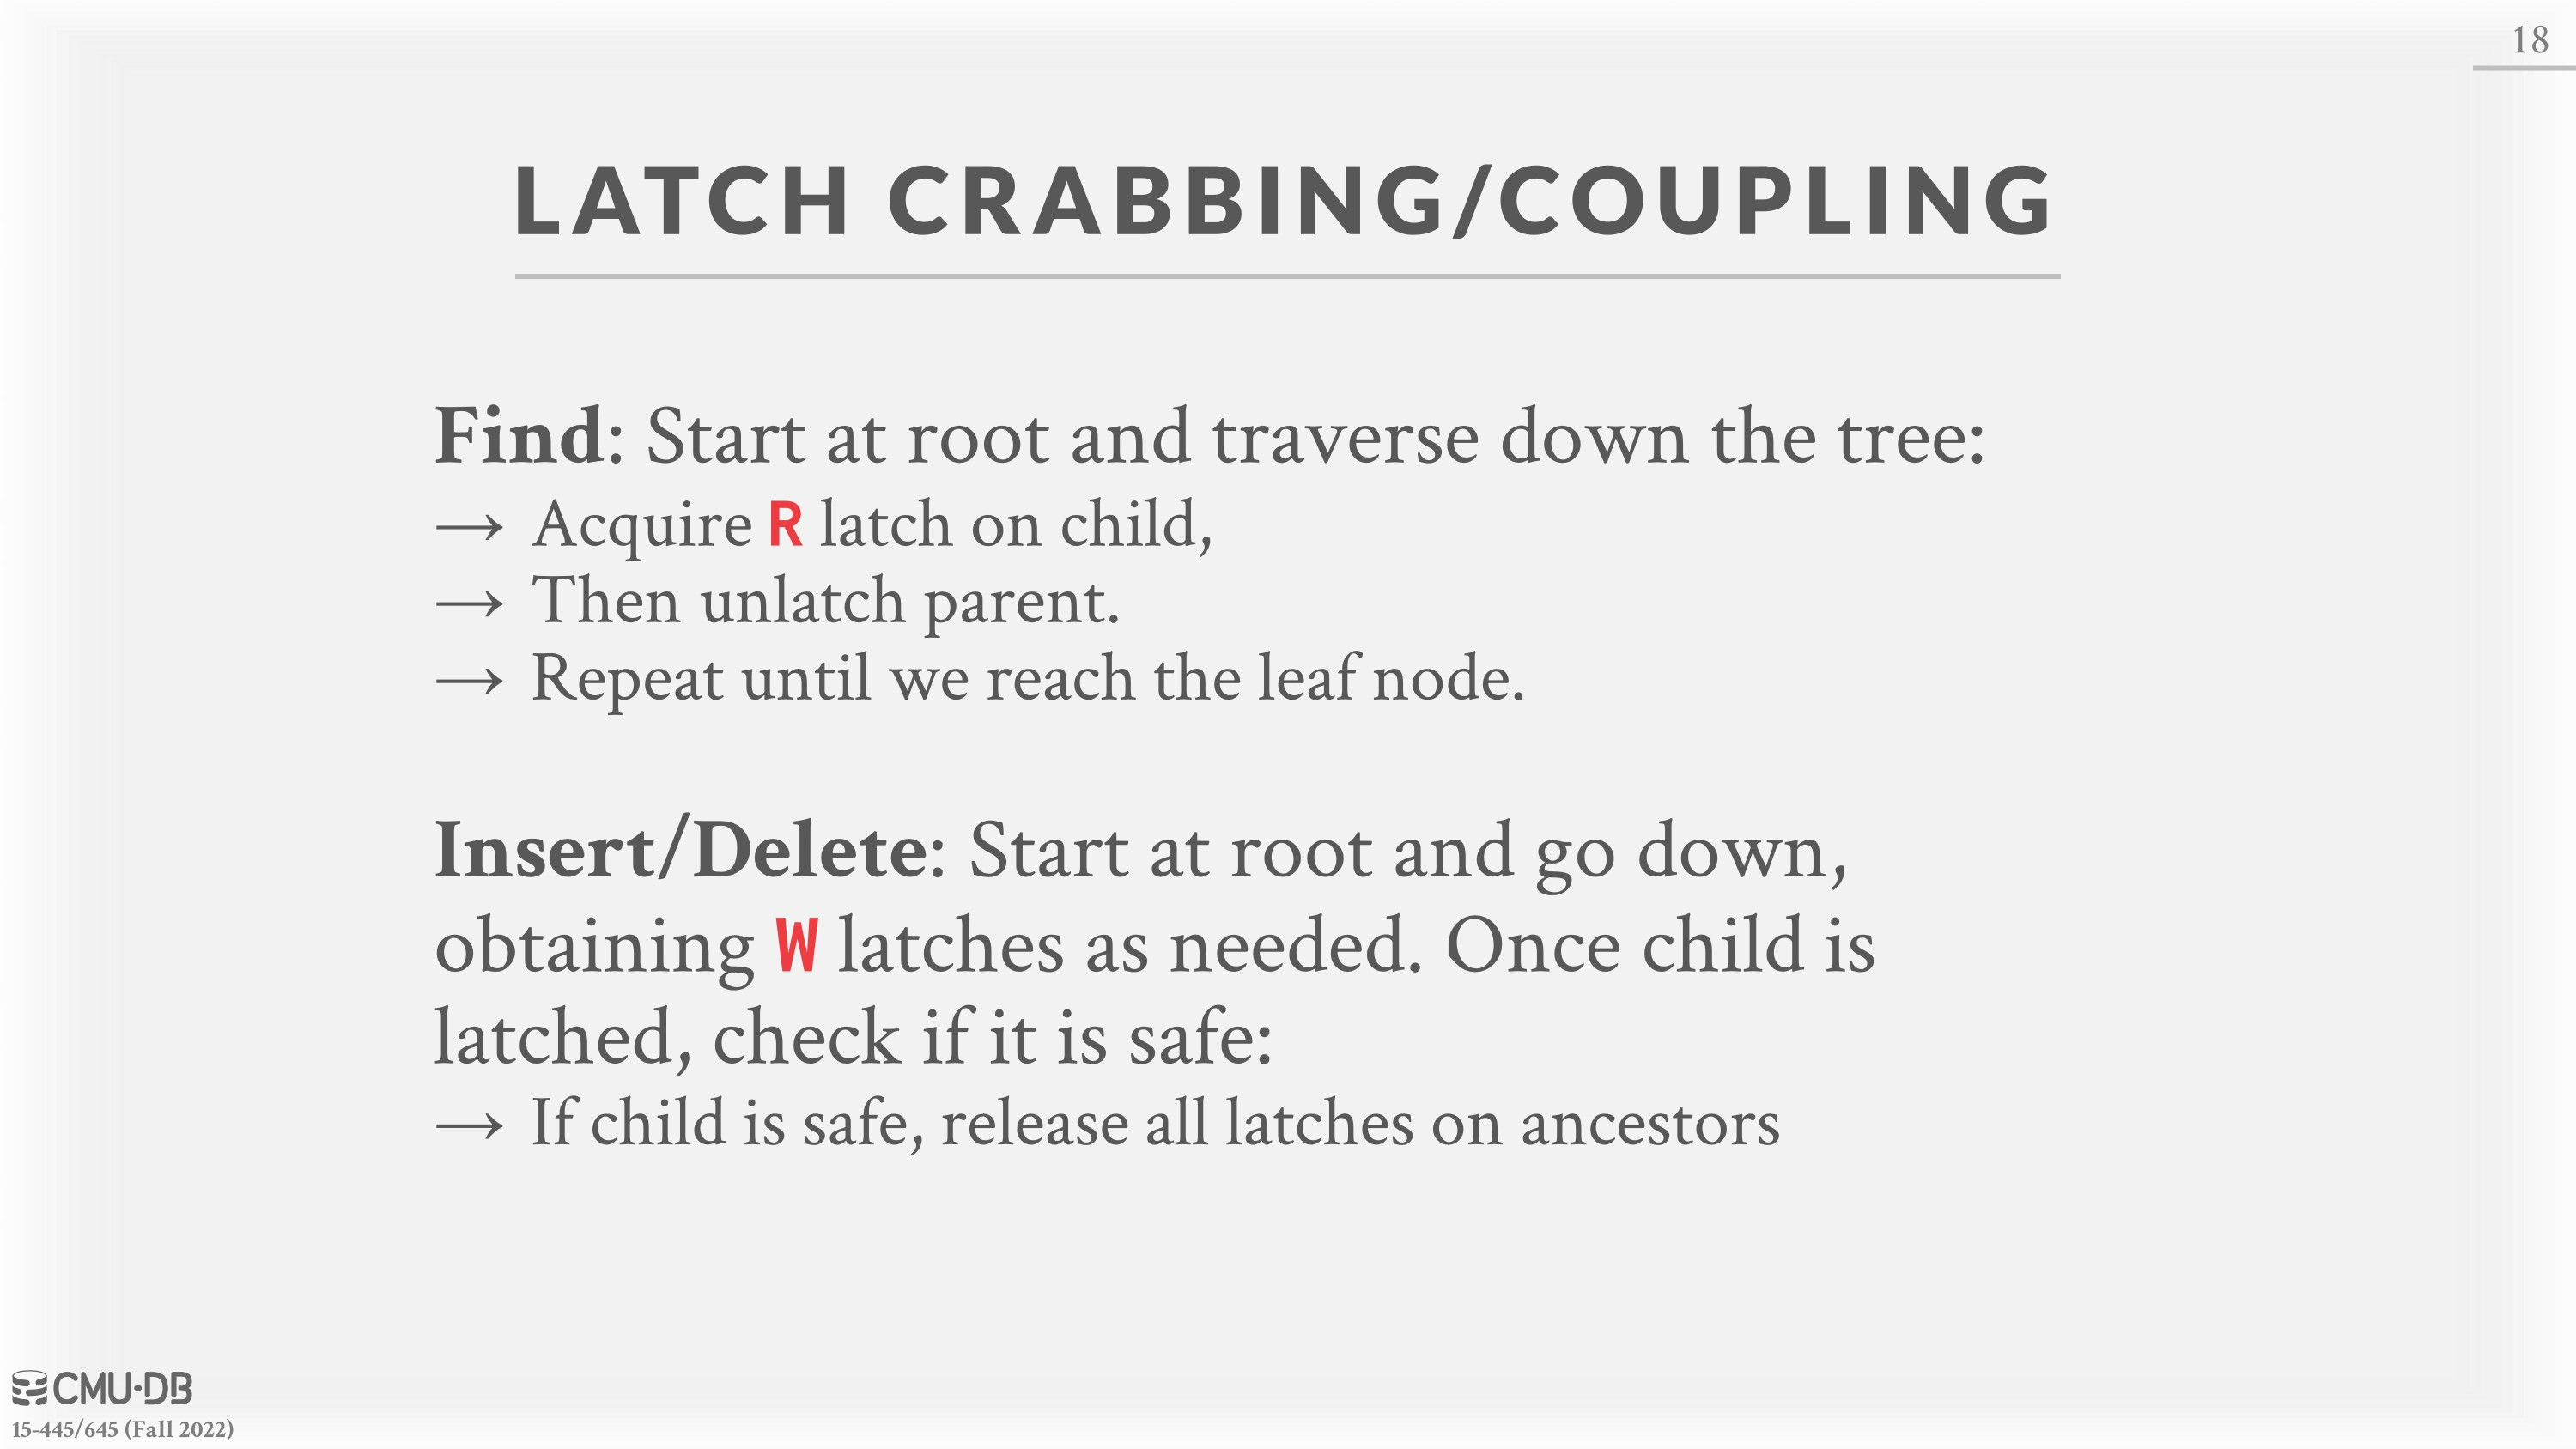 18
LATCH CRABBING/COUPLING
Find: Start at root and traverse down the tree:
→ Acquire R latch on child,
→ Then unlatch parent.
→ Repeat until we reach the leaf node.
Insert/Delete: Start at root and go down,
obtaining W latches as needed. Once child is
latched, check if it is safe:
→ If child is safe, release all latches on ancestors
CMU·DB
15-445/645 (Fall 2022)